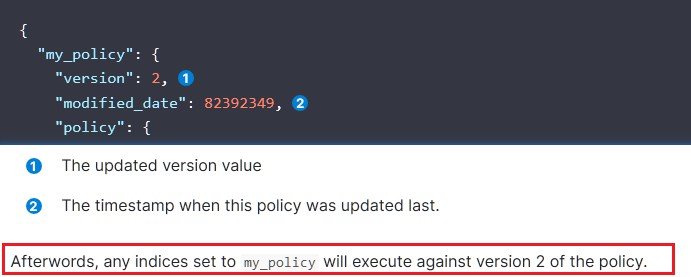 {
"my_policy": {
"version": 2, 1
"modified_date": 82392349, 2
"policy": {
1 The updated version value
2 The timestamp when this policy was updated last.
Afterwords, any indices set to my_policy will execute against version 2 of the policy.